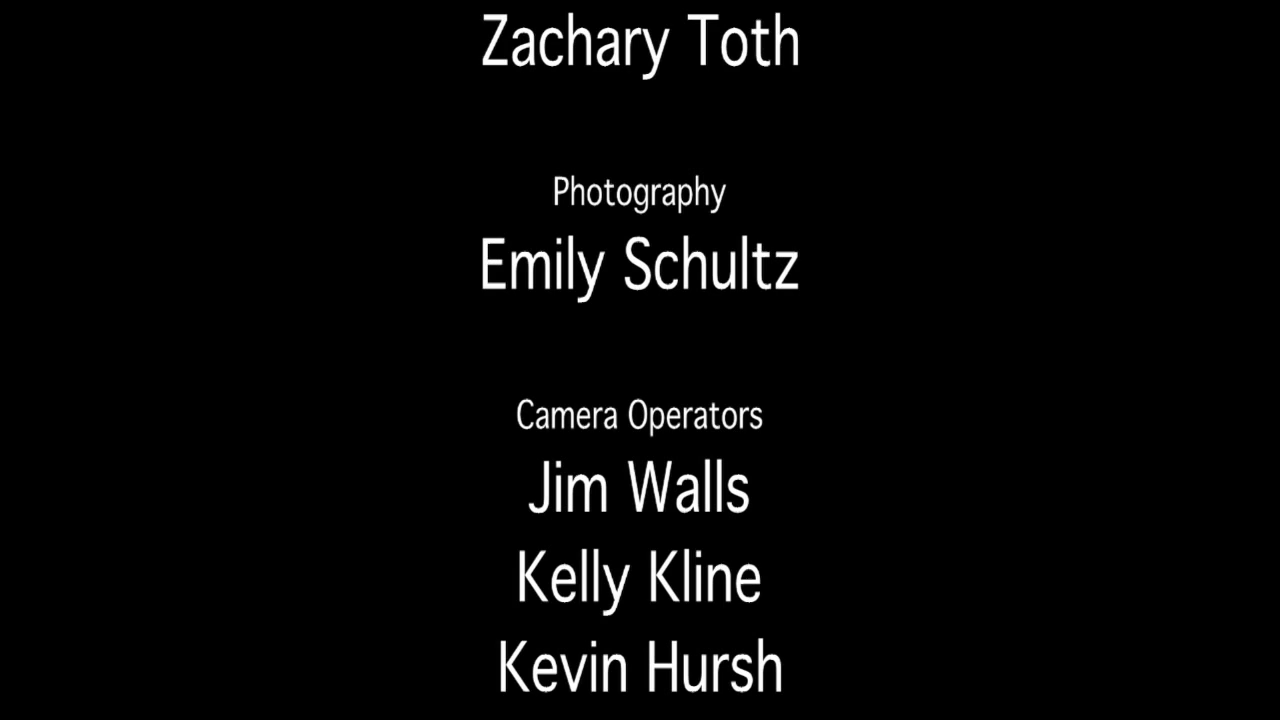 Zachary Toth
Photography
Emily Schultz
Camera Operators
Jim Walls
Kelly Kline
Kevin Hursh